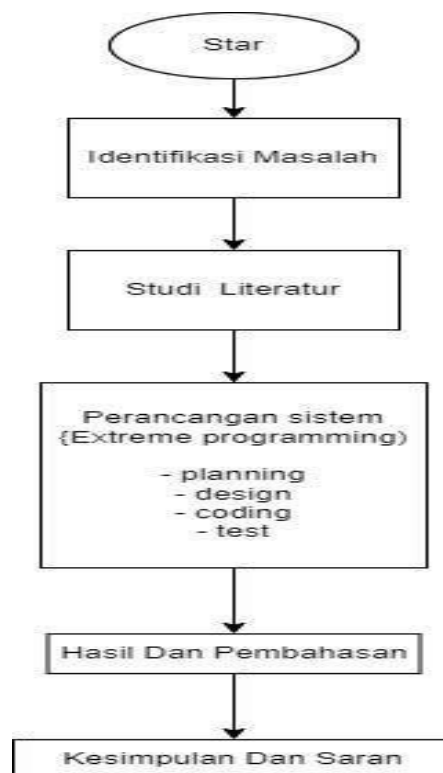 Star
Identifikasi Masalah
Studi Literatur
Perancangan sistem
{Extreme programming)
- planning
- design
- coding
- test
Hasil Dan Pembahasan
Kesimpulan Dan Saran